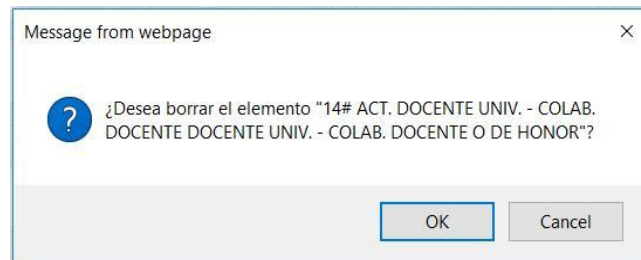 Message from webpage
¿Desea borrar el elemento "14# ACT. DOCENTE UNIV. - COLAB.
DOCENTE DOCENTE UNIV. - COLAB. DOCENTE O DE HONOR"?
OK
Cancel